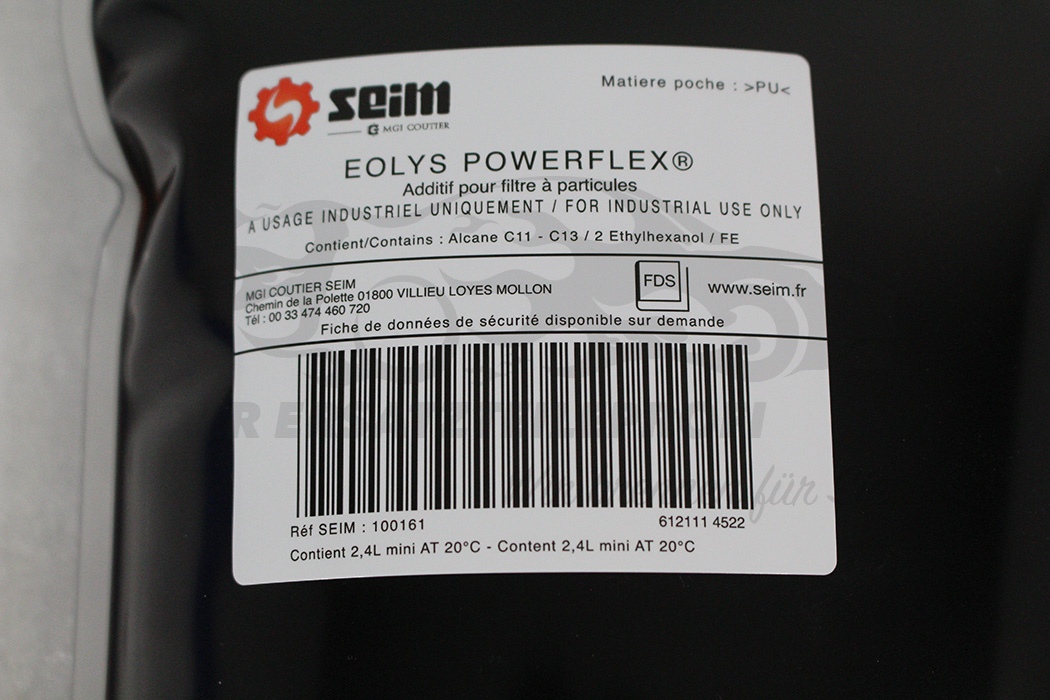 seim
MGI COUTIER
Matiere poche : >PU<
EOLYS POWERFLEX®
Additif pour filtre à particules
A USAGE INDUSTRIEL UNIQUEMENT / FOR INDUSTRIAL USE ONLY
Contient/Contains : Alcane C11 - C13 / 2 Ethylhexanol / FE
MGI COUTIER SEIM
Chemin de la Polette 01800 VILLIEU LOYES MOLLON
Tél : 00 33 474 460 720
FDS
www.seim.fr
Fiche de données de sécurité disponible sur demande
Réf SEIM : 100161
612111 4522
Contient 2,4L mini AT 20°C - Content 2,4L mini AT 20°C
für